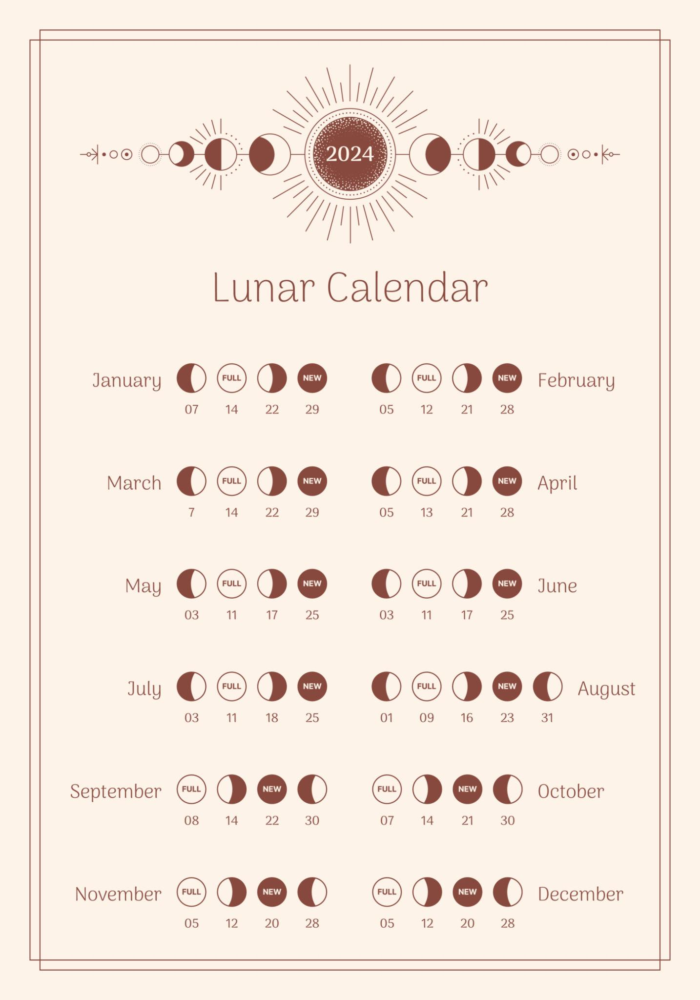 2024
Lunar Calendar
January
FULL NEW
07 14 22 29
FULL NEW
February
05 12 21 28
March
FULL NEW
7 14 22 29
FULL NEW
April
05 13 21 28
May
FULL NEW
03 11 17 25
FULL NEW
June
03 11 17 25
July
FULL NEW
03 11 18 25
FULL NEW
August
01 09 16 23 31
September
FULL NEW
08 14 22 30
FULL NEW
October
07 14 21 30
November
FULL NEW
05 12 20 28
FULL NEW
December
05 12 20 28